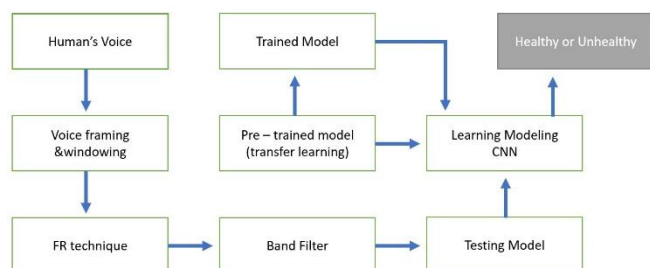 Human's Voice
Trained Model
Healthy or Unhealthy
Voice framing
&windowing
Pre – trained model
(transfer learning)
Learning Modeling
CNN
FR technique
Band Filter
Testing Model